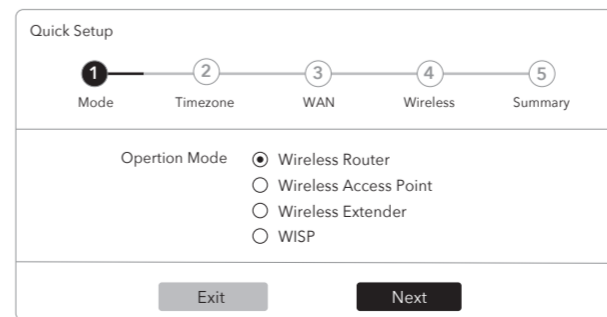 Quick Setup
1 2 3 4 5
Mode Timezone WAN Wireless Summary
Opertion Mode Wireless Router
Wireless Access Point
Wireless Extender
WISP
Exit Next